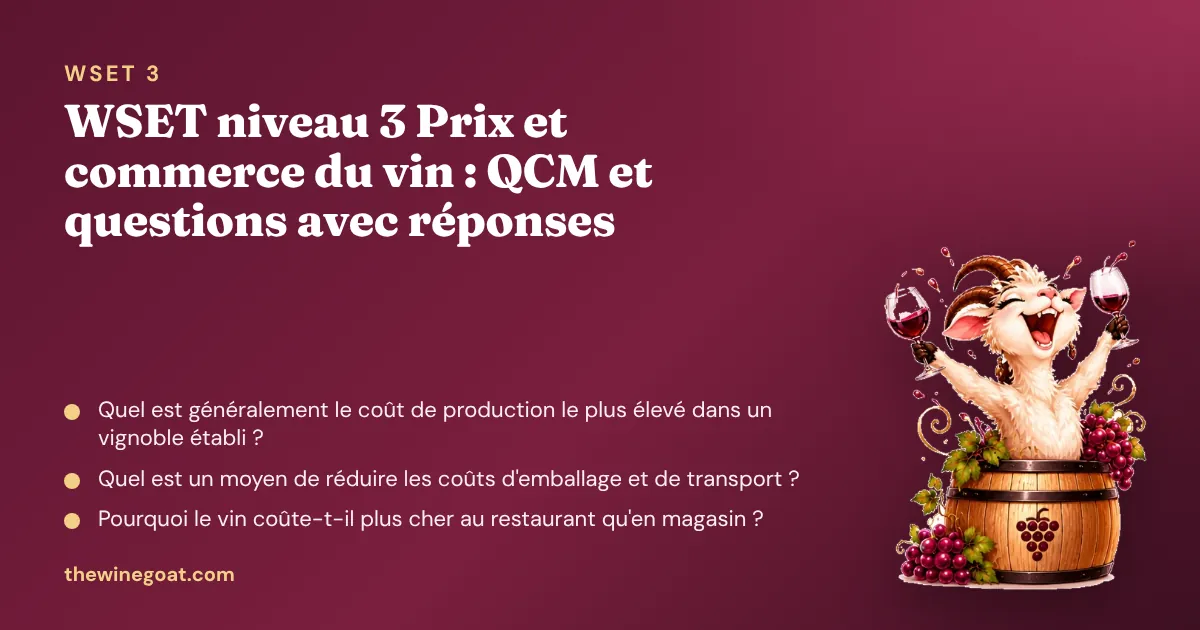 WSET 3
WSET niveau 3 Prix et
commerce du vin : QCM et
questions avec réponses
Quel est généralement le coût de production le plus élevé dans un
vignoble établi ?
Quel est un moyen de réduire les coûts d'emballage et de transport ?
Pourquoi le vin coûte-t-il plus cher au restaurant qu'en magasin ?
thewinegoat.com